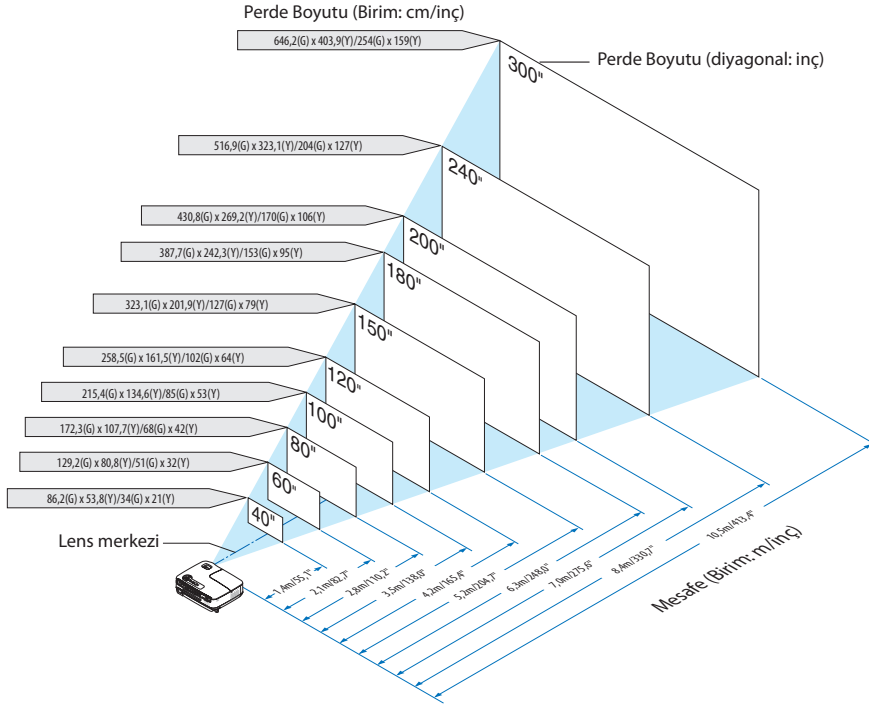 Perde Boyutu (Birim: cm/inç)
646,2(G) x 403,9(Y)/254(G) x 159(Y)
300"
Perde Boyutu (diyagonal: inç)
516,9(G) x 323,1(Y)/204(G) x 127(Y)
240"
430,8(G) x 269,2(Y)/170(G) x 106(Y)
200"
387,7(G) x 242,3(Y)/153(G) x 95(Y)
180"
323,1(G) x 201,9(Y)/127(G) x 79(Y)
150"
258,5(G) x 161,5(Y)/102(G) x 64(Y)
120"
215,4(G) x 134,6(Y)/85(G) x 53(Y)
100"
172,3(G) x 107,7(Y)/68(G) x 42(Y)
80"
129,2(G) x 80,8(Y)/51(G) x 32(Y)
60"
86,2(G) x 53,8(Y)/34(G) x 21(Y)
40"
Lens merkezi
1,4m/55,1"
2,1m/82,7"
2,8m/110,2"
3,5m/138,0"
4,2m/165,4"
5,2m/204,7"
6,3m/248,0"
7,0m/275,6"
8,4m/330,7"
10,5m/413,4"
Mesafe (Birim: m/inç)